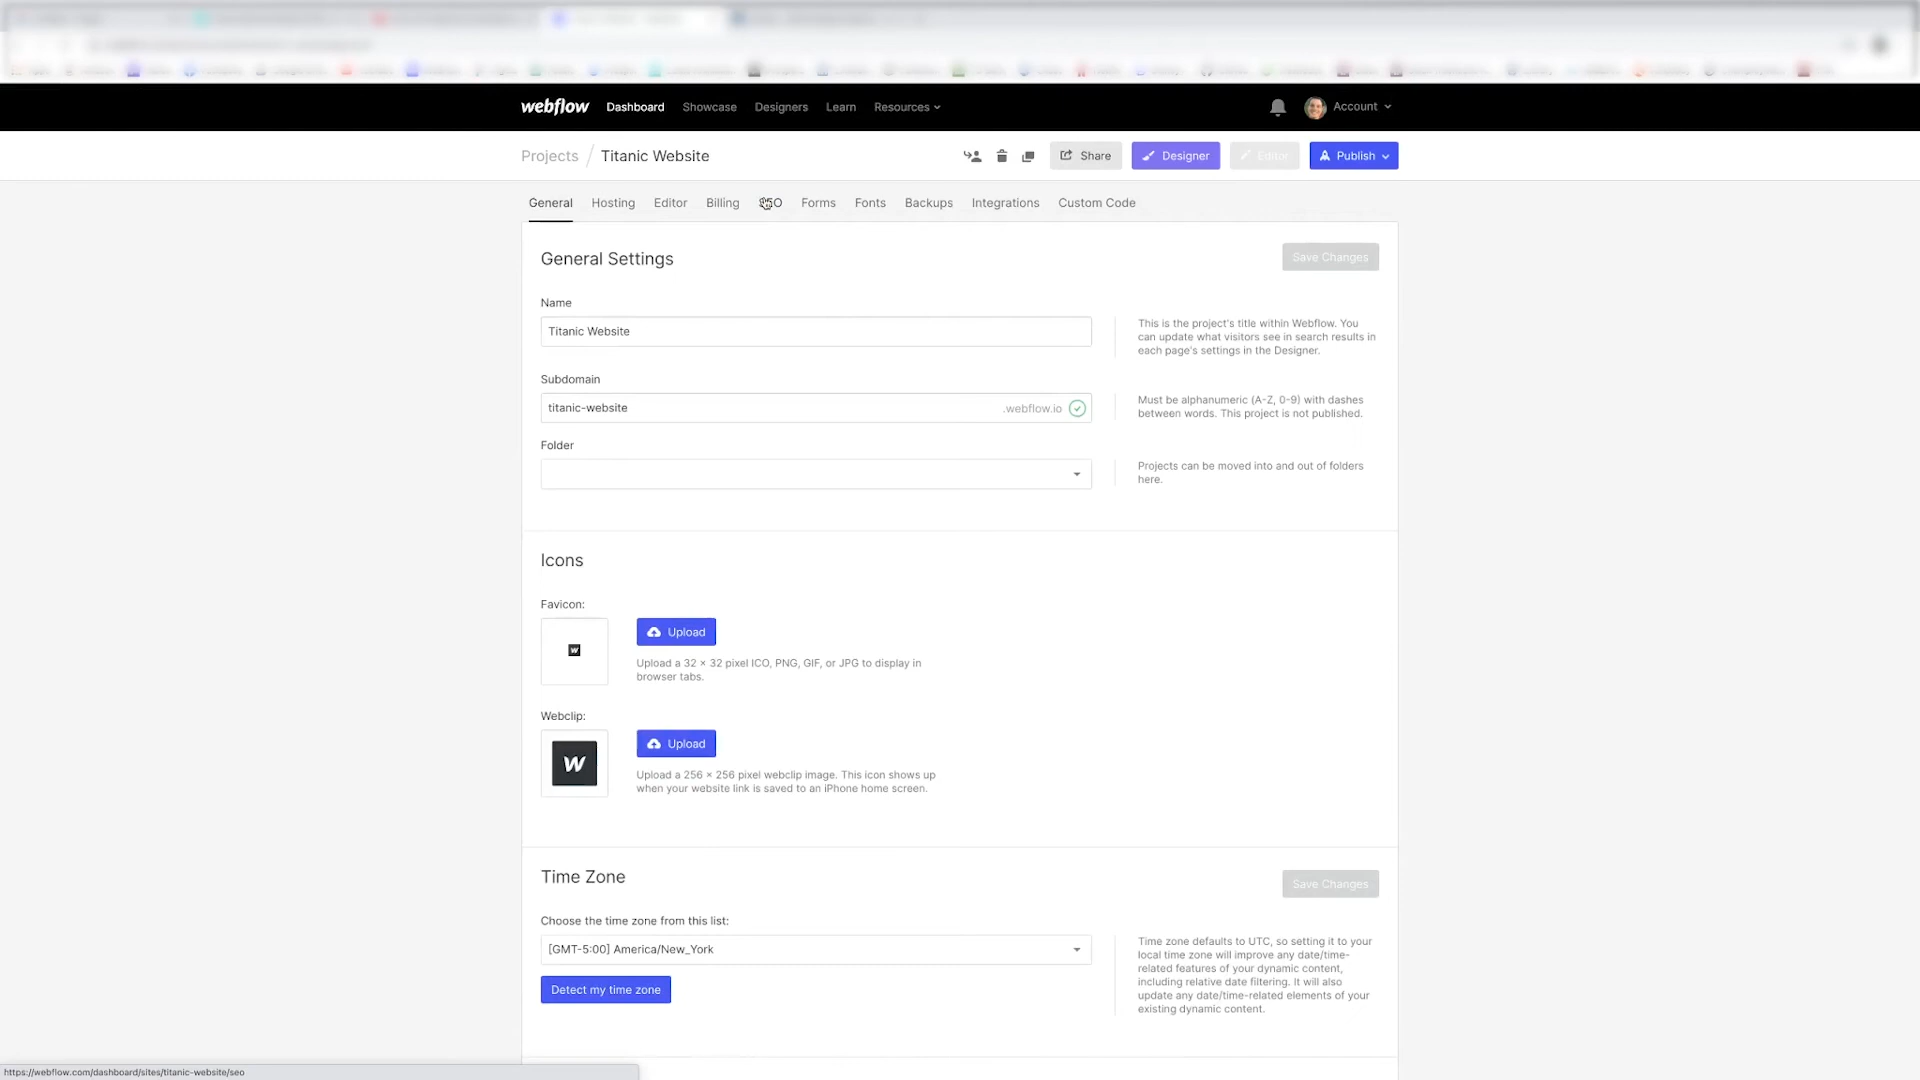 webflow Dashboard Showcase Designers Learn Resources Account
Projects / Titanic Website Share Designer Editor Publish
General Hosting Editor Billing SEO Forms Fonts Backups Integrations Custom Code
General Settings Save Changes
Name
Titanic Website
This is the project's title within Webflow. You
can update what visitors see in search results in
each page's settings in the Designer.
Subdomain
titanic-website .webflow.io
Must be alphanumeric (A-Z, 0-9) with dashes
between words. This project is not published.
Folder
Projects can be moved into and out of folders
here.
Icons
Favicon:
W
Upload
Upload a 32 × 32 pixel ICO, PNG, GIF, or JPG to display in
browser tabs.
Webclip:
W
Upload
Upload a 256 × 256 pixel webclip image. This icon shows up
when your website link is saved to an iPhone home screen.
Time Zone Save Changes
Choose the time zone from this list:
[GMT-5:00] America/New_York
Detect my time zone
Time zone defaults to UTC, so setting it to your
local time zone will improve any date/time-
related features of your dynamic content,
including relative date filtering. It will also
update any date/time-related elements of your
existing dynamic content.
https://webflow.com/dashboard/sites/titanic-website/seo